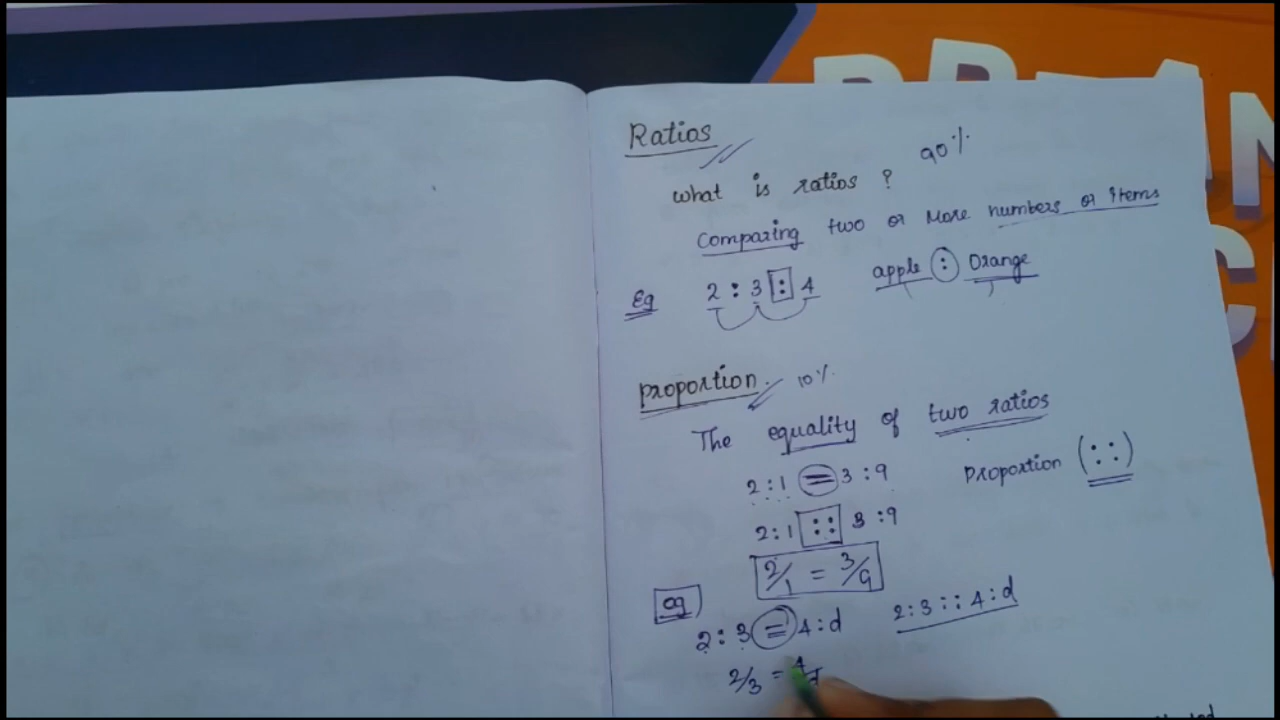 Ratios
90%
What is ratios ?
Comparing two or More numbers or items
Eg 2 : 3 : 4 apple : Orange
Proportion. 10%
The equality of two ratios
2 : 1 = 3 : 9 Proportion (::)
2 : 1 :: 3 : 9
2/1 = 3/9
eg
2 : 3 = 4 : d 2 : 3 :: 4 : d
2/3 = 4/d